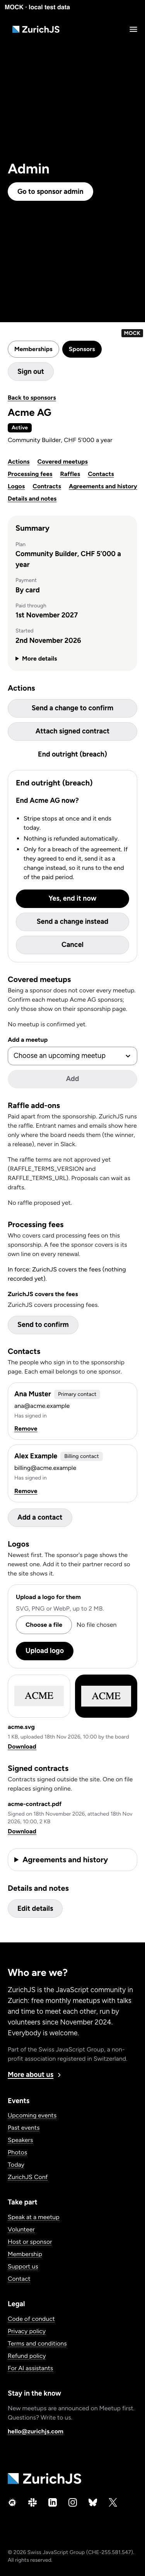 MOCK · local test data
ZurichJS
Admin
Go to sponsor admin
MOCK
Memberships
Sponsors
Sign out
Back to sponsors
Acme AG
Active
Community Builder, CHF 5'000 a year
Actions
Covered meetups
Processing fees
Raffles
Contacts
Logos
Contracts
Agreements and history
Details and notes
Summary
Plan
Community Builder, CHF 5'000 a
year
Payment
By card
Paid through
1st November 2027
Started
2nd November 2026
More details
Actions
Send a change to confirm
Attach signed contract
End outright (breach)
End outright (breach)
End Acme AG now?
• Stripe stops at once and it ends
today.
• Nothing is refunded automatically.
• Only for a breach of the agreement. If
they agreed to end it, send it as a
change instead, so it runs to the end
of the paid period.
Yes, end it now
Send a change instead
Cancel
Covered meetups
Being a sponsor does not cover every meetup.
Confirm each meetup Acme AG sponsors;
only those show on their sponsorship page.
No meetup is confirmed yet.
Add a meetup
Choose an upcoming meetup
Add
Raffle add-ons
Paid apart from the sponsorship. ZurichJS runs
the raffle. Entrant names and emails show here
only where the brand needs them (the winner,
a release), never in Slack.
The raffle terms are not approved yet
(RAFFLE_TERMS_VERSION and
RAFFLE_TERMS_URL). Proposals can wait as
drafts.
No raffle proposed yet.
Processing fees
Who covers card processing fees on this
sponsorship. A fee the sponsor covers is its
own line on every renewal.
In force: ZurichJS covers the fees (nothing
recorded yet).
ZurichJS covers the fees
ZurichJS covers processing fees.
Send to confirm
Contacts
The people who sign in to the sponsorship
page. Each email belongs to one sponsor.
Ana Muster
Primary contact
ana@acme.example
Has signed in
Remove
Alex Example
Billing contact
billing@acme.example
Has signed in
Remove
Add a contact
Logos
Newest first. The sponsor's page shows the
newest one. Add it to their partner record so
the site shows it.
Upload a logo for them
SVG, PNG or WebP, up to 2 MB.
Choose a file
No file chosen
Upload logo
ACME
ACME
acme.svg
1 KB, uploaded 18th Nov 2026, 10:00 by the board
Download
Signed contracts
Contracts signed outside the site. One on file
replaces signing online.
acme-contract.pdf
Signed on 18th November 2026, attached 18th Nov
2026, 10:00, 2 KB
Download
Agreements and history
Details and notes
Edit details
Who are we?
ZurichJS is the JavaScript community in
Zurich: free monthly meetups with talks
and time to meet each other, run by
volunteers since November 2024.
Everybody is welcome.
Part of the Swiss JavaScript Group, a non-
profit association registered in Switzerland.
More about us
Events
Upcoming events
Past events
Speakers
Photos
Today
ZurichJS Conf
Take part
Speak at a meetup
Volunteer
Host or sponsor
Membership
Support us
Contact
Legal
Code of conduct
Privacy policy
Terms and conditions
Refund policy
For AI assistants
Stay in the know
New meetups are announced on Meetup first.
Questions? Write to us.
hello@zurichjs.com
ZurichJS
© 2026 Swiss JavaScript Group (CHE-255.581.547).
All rights reserved.